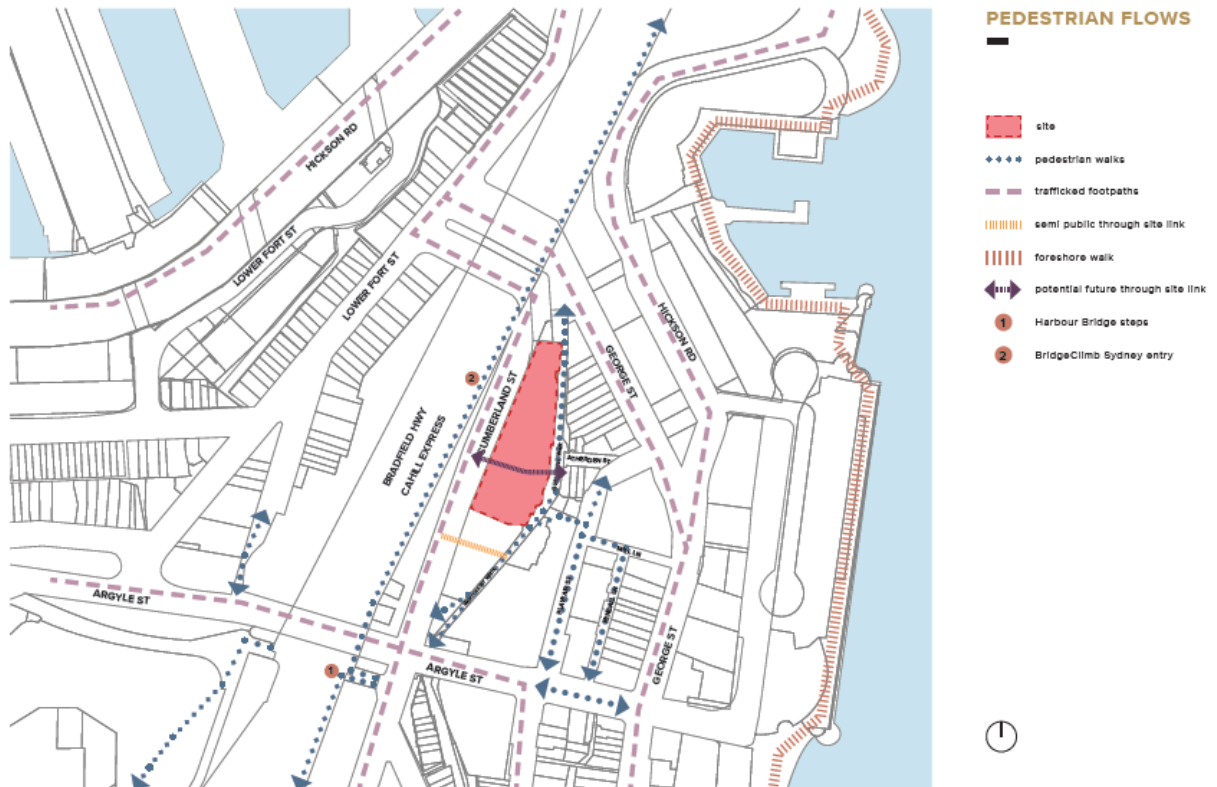 PEDESTRIAN FLOWS
site
pedestrian walks
trafficked footpaths
semi public through site link
foreshore walk
potential future through site link
1 Harbour Bridge steps
2 BridgeClimb Sydney entry
HICKSON RD
LOWER FORT ST
LOWER FORT ST
HICKSON RD
GEORGE ST
2
CUMBERLAND ST
BRADFIELD HWY
CAHILL EXPRESS
ARGYLE ST
1
ARGYLE ST
GEORGE ST